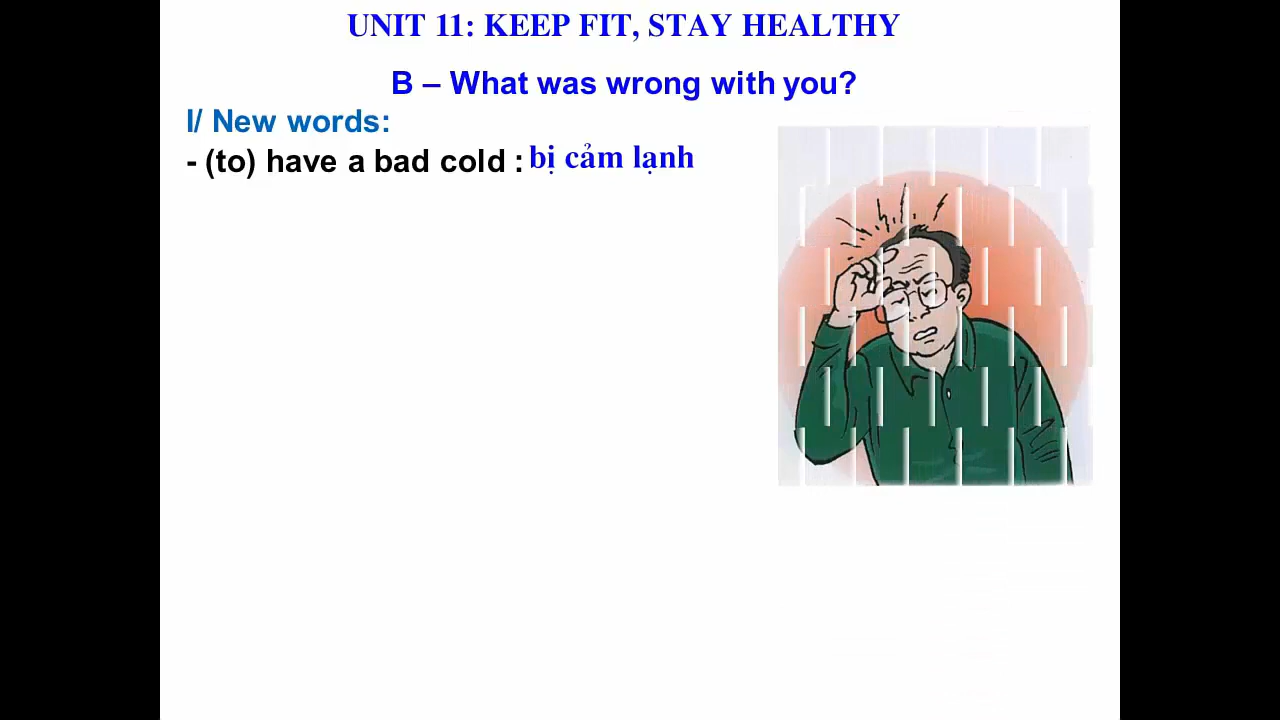 UNIT 11: KEEP FIT, STAY HEALTHY
B – What was wrong with you?
I/ New words:
- (to) have a bad cold : bị cảm lạnh